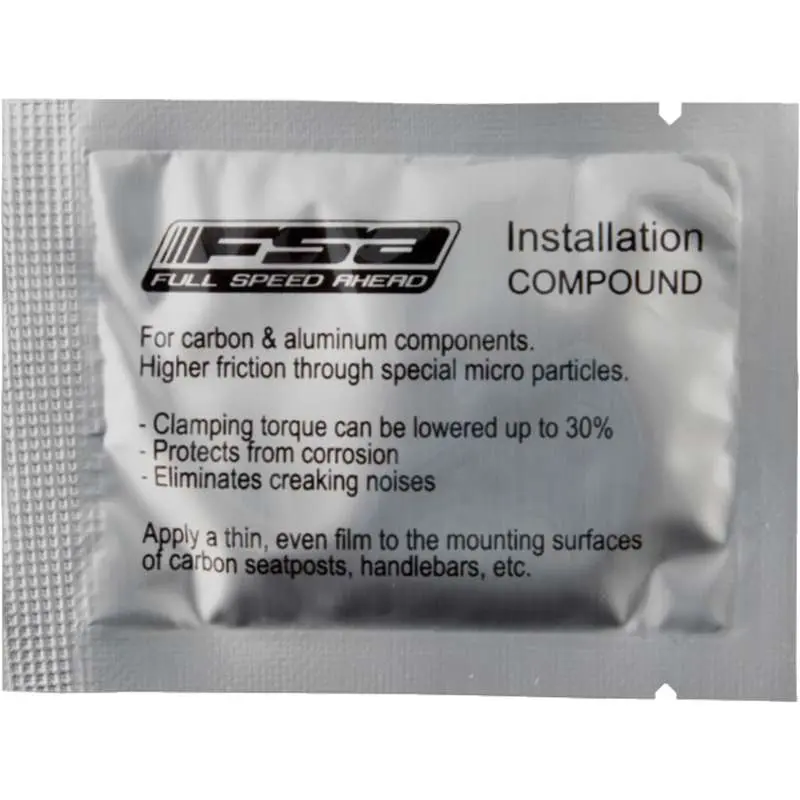 FSA
FULL SPEED AHEAD
Installation
COMPOUND
For carbon & aluminum components.
Higher friction through special micro particles.
- Clamping torque can be lowered up to 30%
- Protects from corrosion
- Eliminates creaking noises
Apply a thin, even film to the mounting surfaces
of carbon seatposts, handlebars, etc.